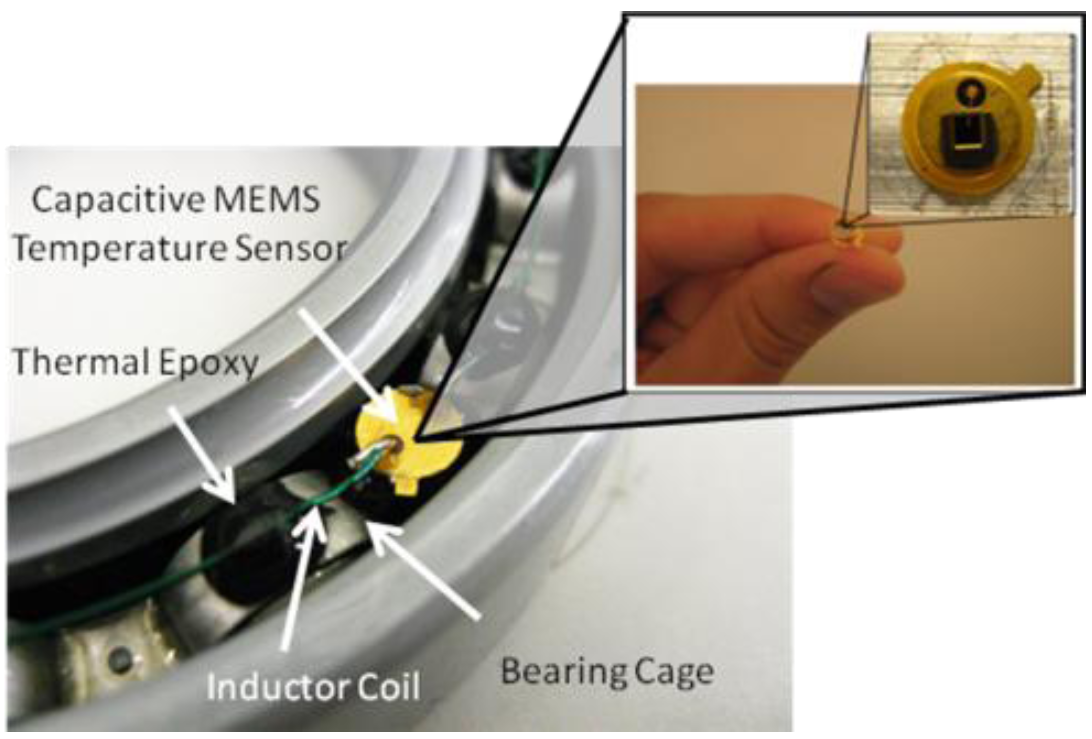 Capacitive MEMS
Temperature Sensor
Thermal Epoxy
Inductor Coil
Bearing Cage